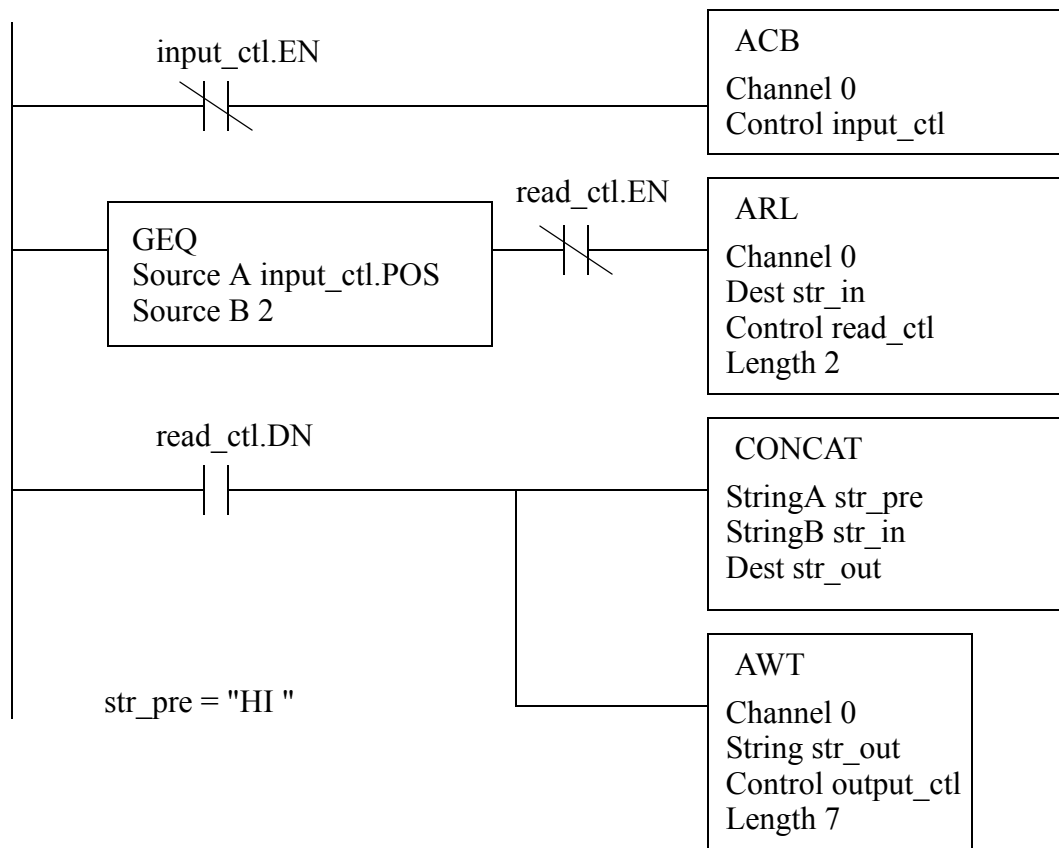 input_ctl.EN
ACB
Channel 0
Control input_ctl
GEQ
Source A input_ctl.POS
Source B 2
read_ctl.EN
ARL
Channel 0
Dest str_in
Control read_ctl
Length 2
read_ctl.DN
CONCAT
StringA str_pre
StringB str_in
Dest str_out
str_pre = "HI "
AWT
Channel 0
String str_out
Control output_ctl
Length 7